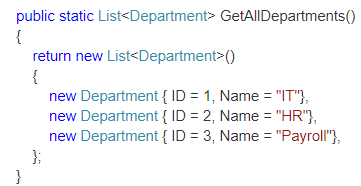 public static List<Department> GetAllDepartments()
{
return new List<Department>()
{
new Department { ID = 1, Name = "IT"},
new Department { ID = 2, Name = "HR"},
new Department { ID = 3, Name = "Payroll"},
};
}